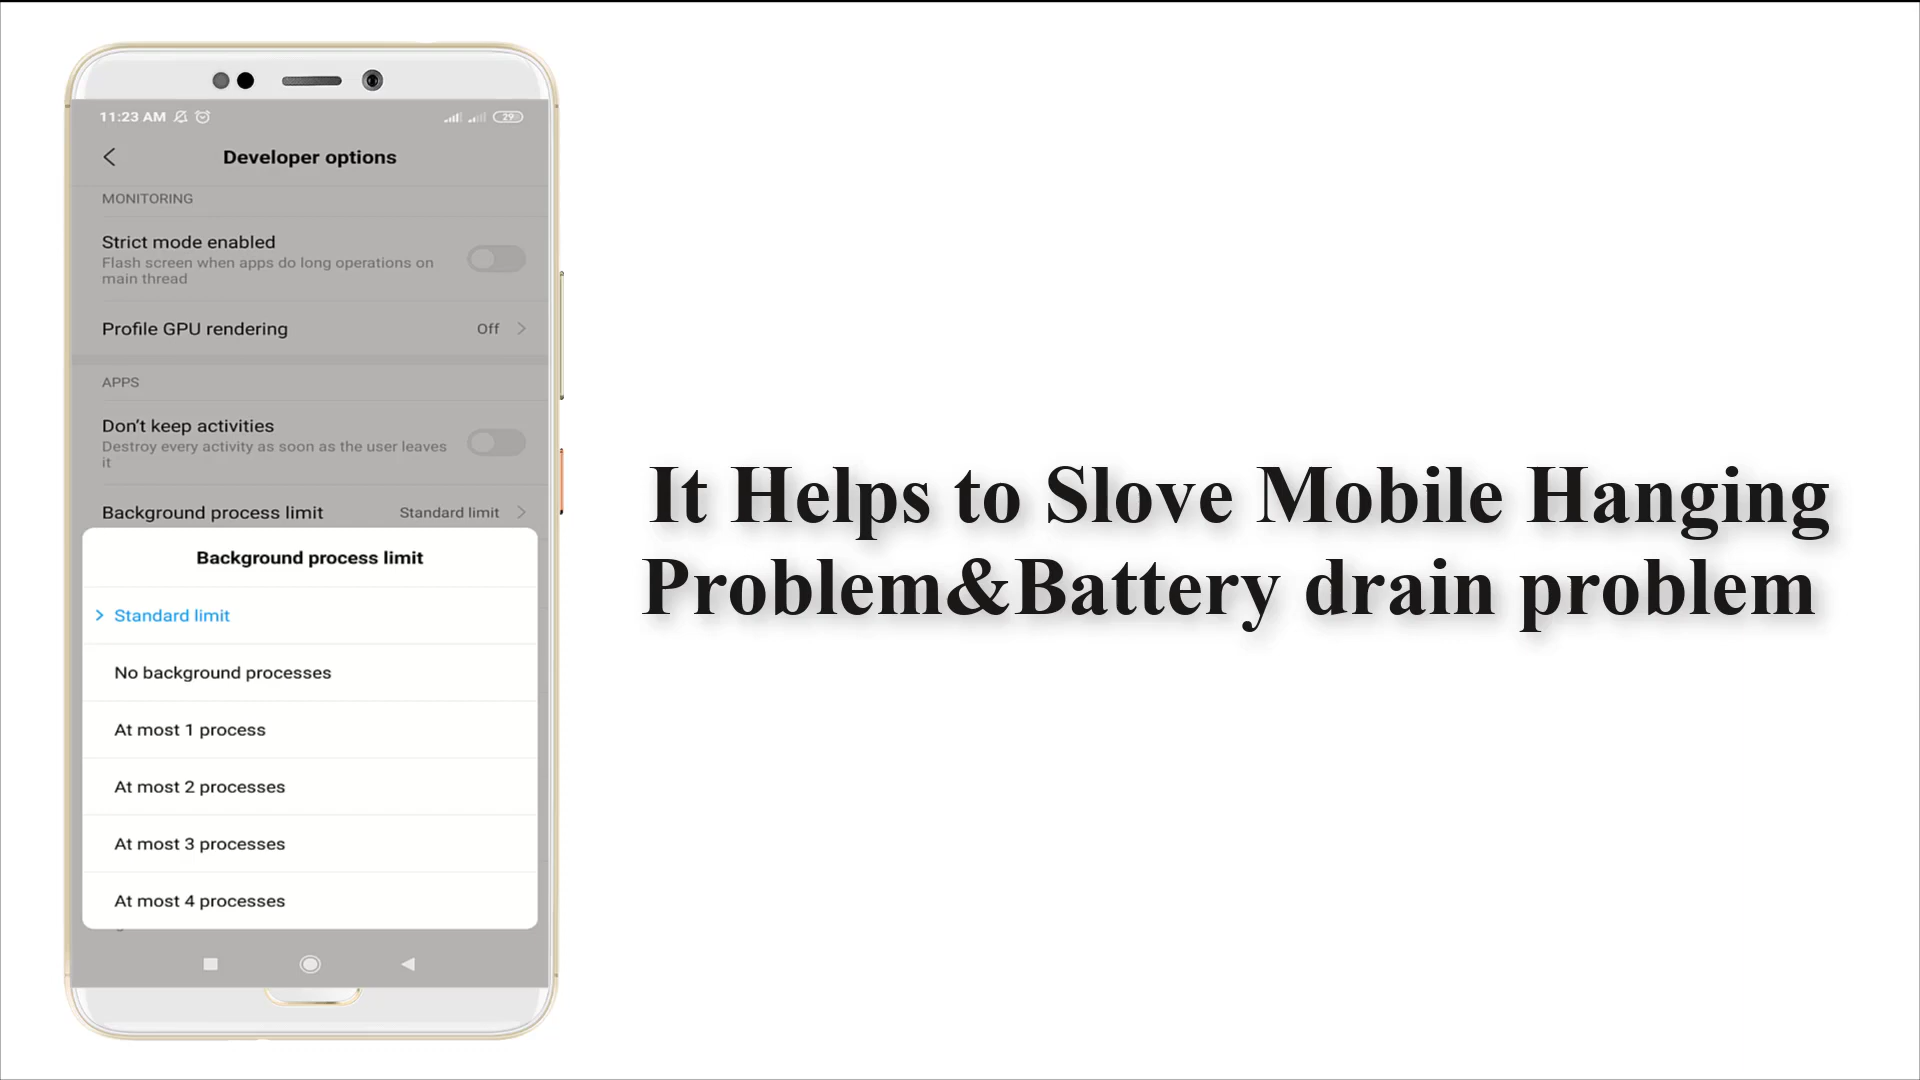 11:23 AM
29
Developer options
MONITORING
Strict mode enabled
Flash screen when apps do long operations on
main thread
Profile GPU rendering Off
APPS
Don't keep activities
Destroy every activity as soon as the user leaves
it
Background process limit Standard limit
Background process limit
Standard limit
No background processes
At most 1 process
At most 2 processes
At most 3 processes
At most 4 processes
It Helps to Slove Mobile Hanging
Problem&Battery drain problem